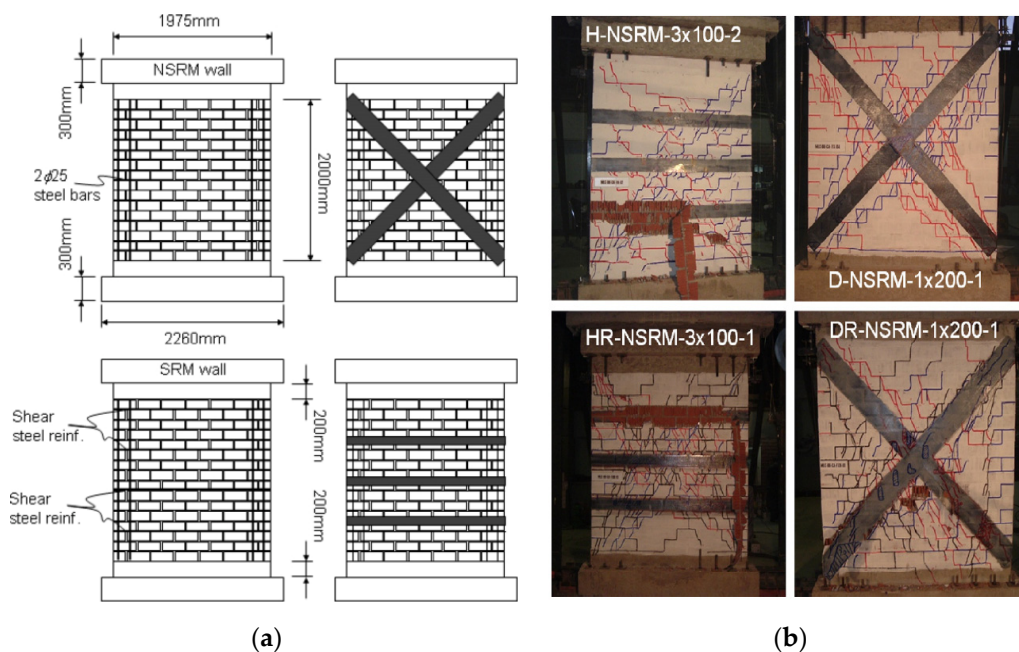 1975mm
NSRM wall
300mm
2ϕ25
steel bars
2000mm
300mm
2260mm
SRM wall
Shear
steel reinf.
200mm
Shear
steel reinf.
200mm
(a)
H-NSRM-3x100-2
D-NSRM-1x200-1
HR-NSRM-3x100-1
DR-NSRM-1x200-1
(b)